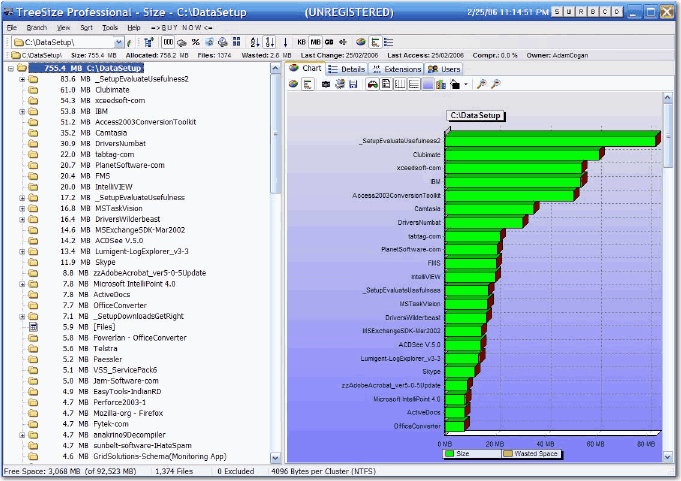 TreeSize Professional - Size - C:\DataSetup (UNREGISTERED) 2/25/06 11:14:51 PM S W R B C D
File Branch View Sort Tools Help => B U Y N O W <=
C:\DataSetup\ KB MB GB
C:\DataSetup\ Size: 755.4 MB Allocated: 758.2 MB Files: 1374 Wasted: 2.8 MB Last Change: 25/02/2006 Last Access: 25/02/2006 Compr.: 0.0 % Owner: AdamCogan
755.4 MB C:\DataSetup
83.6 MB _SetupEvaluateUsefulness2
61.0 MB Clubimate
54.3 MB xceedsoft-com
53.8 MB IBM
51.2 MB Access2003ConversionToolkit
35.2 MB Camtasia
30.9 MB DriversNumbat
22.0 MB tabtag-com
20.7 MB PlanetSoftware-com
20.4 MB FMS
20.0 MB IntelliVIEW
17.2 MB _SetupEvaluateUsefulness
16.8 MB MSTaskVision
16.4 MB DriversWilderbeast
14.6 MB MSExchangeSDK-Mar2002
14.2 MB ACDSee V.5.0
13.4 MB Lumigent-LogExplorer_v3-3
11.9 MB Skype
8.8 MB zzAdobeAcrobat_ver5-0-5Update
7.8 MB Microsoft IntelliPoint 4.0
7.8 MB ActiveDocs
7.7 MB OfficeConverter
7.1 MB _SetupDownloadsGetRight
5.9 MB [Files]
5.8 MB Powerlan - OfficeConverter
5.6 MB Telstra
5.2 MB Paessler
5.1 MB VSS_ServicePack6
5.0 MB Jam-Software-com
4.9 MB EasyTools-IndianRD
4.7 MB Perforce2003-1
4.7 MB Mozilla-org - Firefox
4.7 MB Fytek-com
4.7 MB anakrino9Decompiler
4.7 MB sunbelt-software-IHateSpam
4.6 MB GridSolutions-Schema(Monitoring App)
Chart Details Extensions Users
C:\DataSetup
_SetupEvaluateUsefulness2
Clubimate
xceedsoft-com
IBM
Access2003ConversionToolkit
Camtasia
DriversNumbat
tabtag-com
PlanetSoftware-com
FMS
IntelliVIEW
_SetupEvaluateUsefulness
MSTaskVision
DriversWilderbeast
MSExchangeSDK-Mar2002
ACDSee V.5.0
Lumigent-LogExplorer_v3-3
Skype
zzAdobeAcrobat_ver5-0-5Update
Microsoft IntelliPoint 4.0
ActiveDocs
OfficeConverter
0 MB 20 MB 40 MB 60 MB 80 MB
Size Wasted Space
Free Space: 3,068 MB (of 92,523 MB) 1,374 Files 0 Excluded 4096 Bytes per Cluster (NTFS)